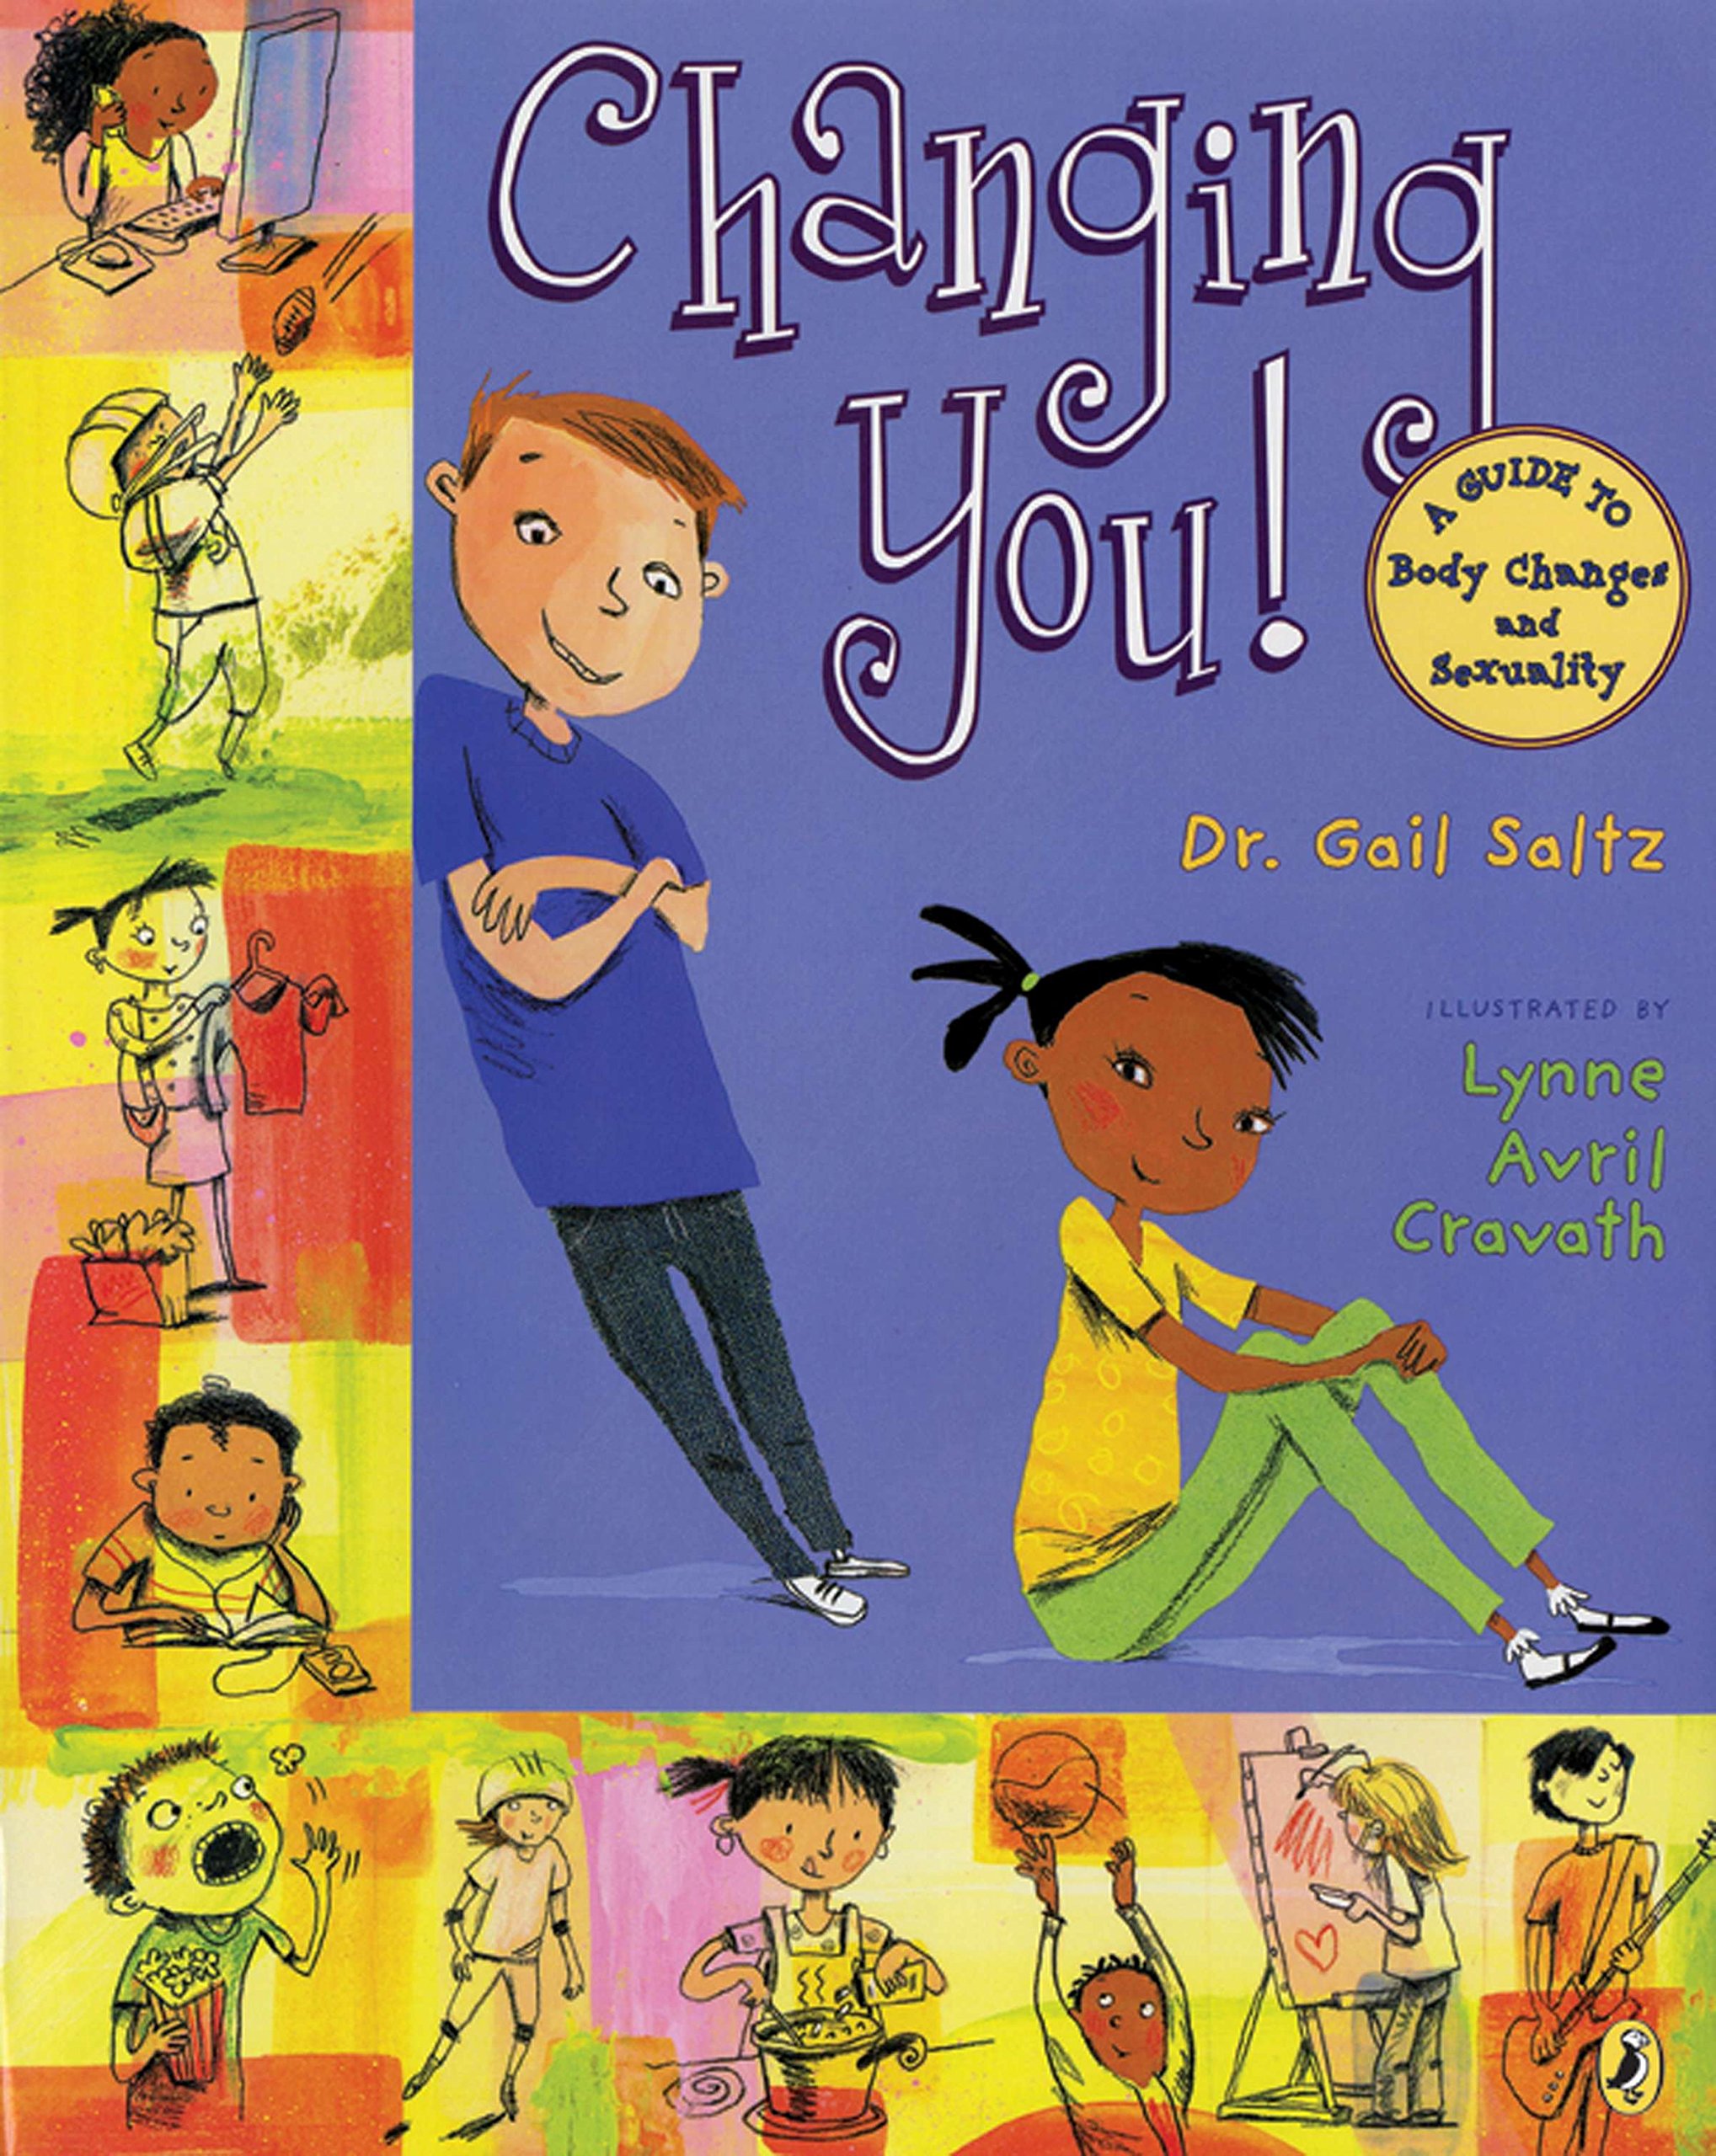 Changing
You!
A GUIDE TO
Body Changes
and
Sexuality
Dr. Gail Saltz
ILLUSTRATED BY
Lynne
Avril
Cravath